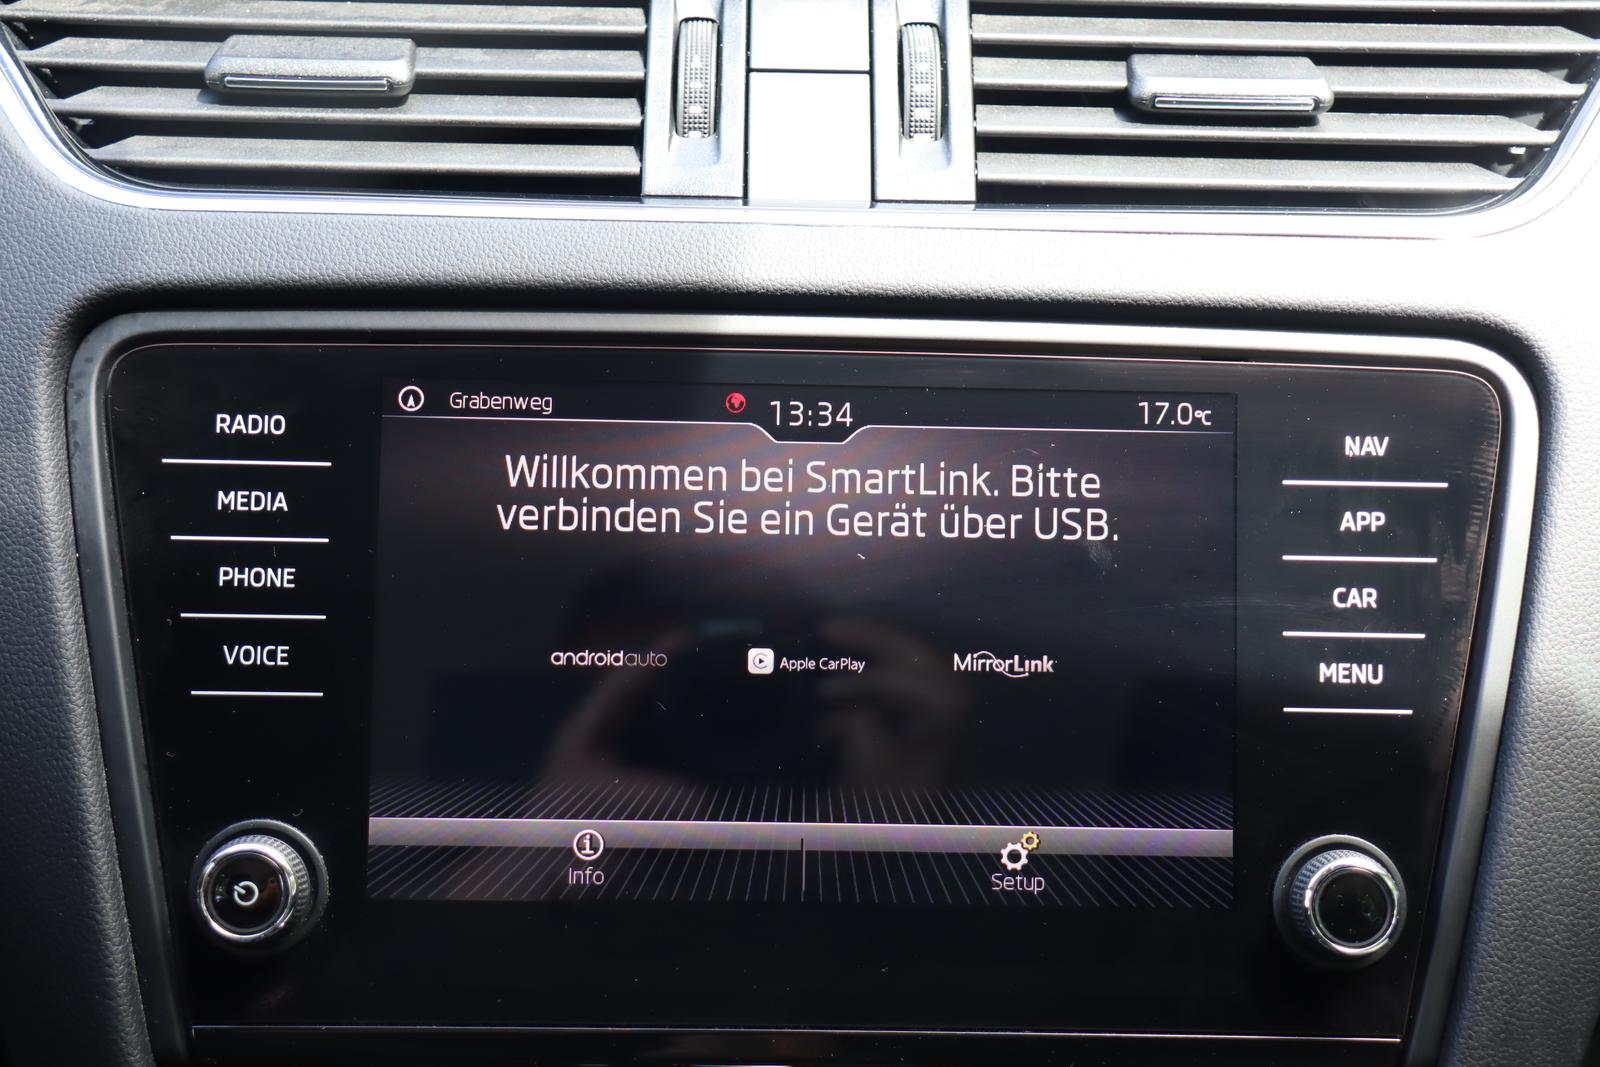 RADIO
MEDIA
PHONE
VOICE
Grabenweg
13:34
17.0°C
Willkommen bei SmartLink. Bitte
verbinden Sie ein Gerät über USB.
androidauto
Apple CarPlay
MirrorLink
Info
Setup
NAV
APP
CAR
MENU